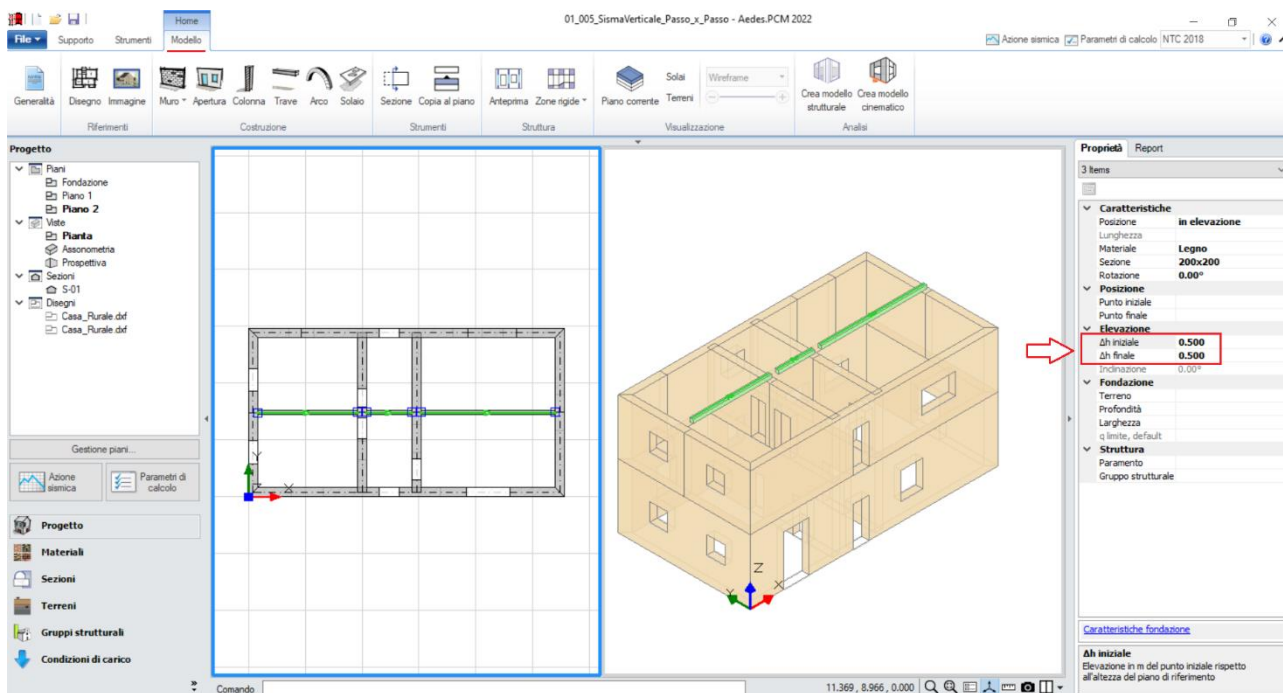 01_005_SismaVerticale_Passo_x_Passo - Aedes.PCM 2022
Home
File Supporto Strumenti Modello
Azione sismica Parametri di calcolo NTC 2018
Generalità Disegno Immagine Muro Apertura Colonna Trave Arco Solaio Sezione Copia al piano Anteprima Zone rigide Piano corrente Solai Wireframe Crea modello strutturale Crea modello cinematico
Terreni
Riferimenti Costruzione Strumenti Struttura Visualizzazione Analisi
Progetto
Piani
Fondazione
Piano 1
Piano 2
Viste
Pianta
Assonometria
Prospettiva
Sezioni
S-01
Disegni
Casa_Rurale.dxf
Casa_Rurale.dxf
Gestione piani...
Azione sismica
Parametri di calcolo
Progetto
Materiali
Sezioni
Terreni
Gruppi strutturali
Condizioni di carico
Y
X
Z
Y
X
Comando
11.369 , 8.966 , 0.000
Proprietà Report
3 Items
Caratteristiche
Posizione in elevazione
Lunghezza
Materiale Legno
Sezione 200x200
Rotazione 0.00°
Posizione
Punto iniziale
Punto finale
Elevazione
Δh iniziale 0.500
Δh finale 0.500
Inclinazione 0.00°
Fondazione
Terreno
Profondità
Larghezza
q limite, default
Struttura
Paramento
Gruppo strutturale
Caratteristiche fondazione
Δh iniziale
Elevazione in m del punto iniziale rispetto
all'altezza del piano di riferimento